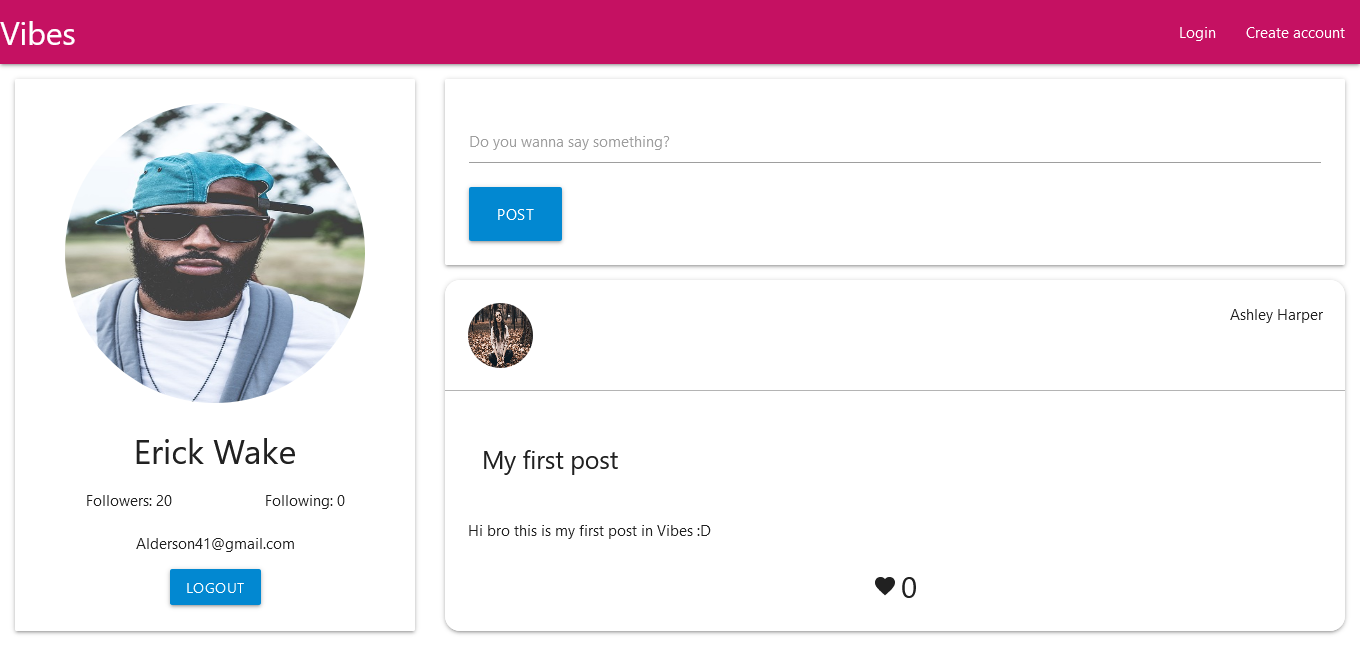 Vibes
Login
Create account
Erick Wake
Followers: 20
Following: 0
Alderson41@gmail.com
LOGOUT
Do you wanna say something?
POST
Ashley Harper
My first post
Hi bro this is my first post in Vibes :D
0